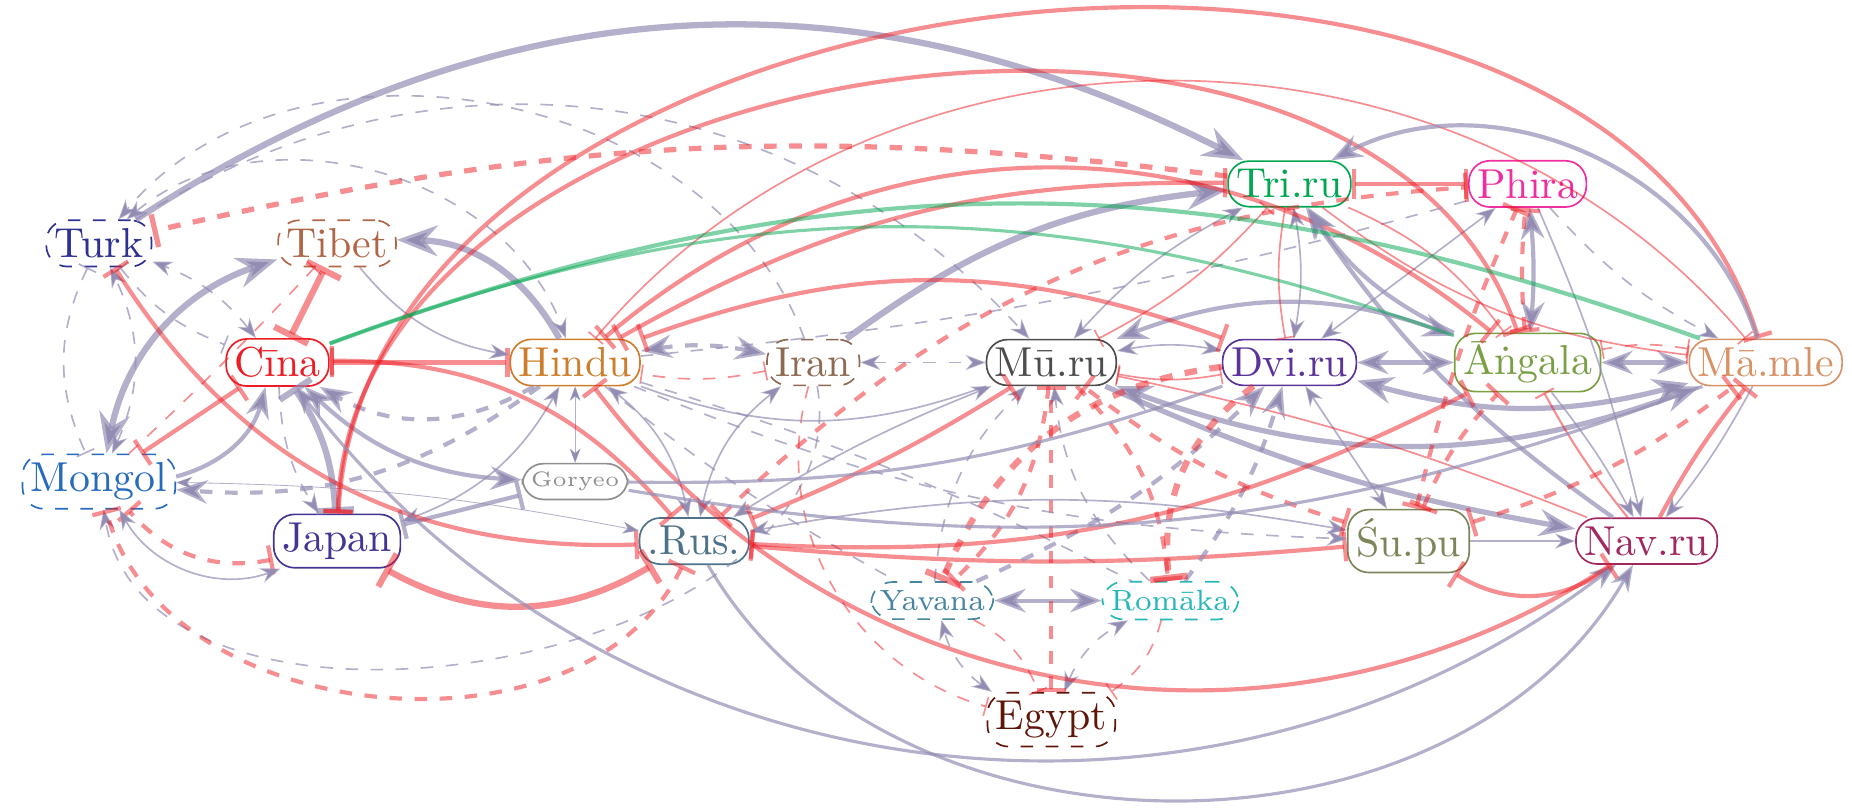 Tri.ru
Phira
Turk
Tibet
Cīna
Hindu
Iran
Mū.ru
Dvi.ru
Āṅgala
Mā.mle
Mongol
Goryeo
Japan
.Rus.
Śu.pu
Nav.ru
Yavana
Romāka
Egypt